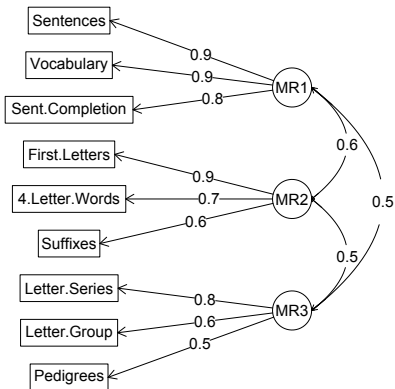 Sentences
0.9
Vocabulary
0.9
MR1
Sent.Completion
0.8
0.6
First.Letters
0.9
4.Letter.Words
0.7
MR2
0.5
Suffixes
0.6
0.5
Letter.Series
0.8
Letter.Group
0.6
MR3
Pedigrees
0.5